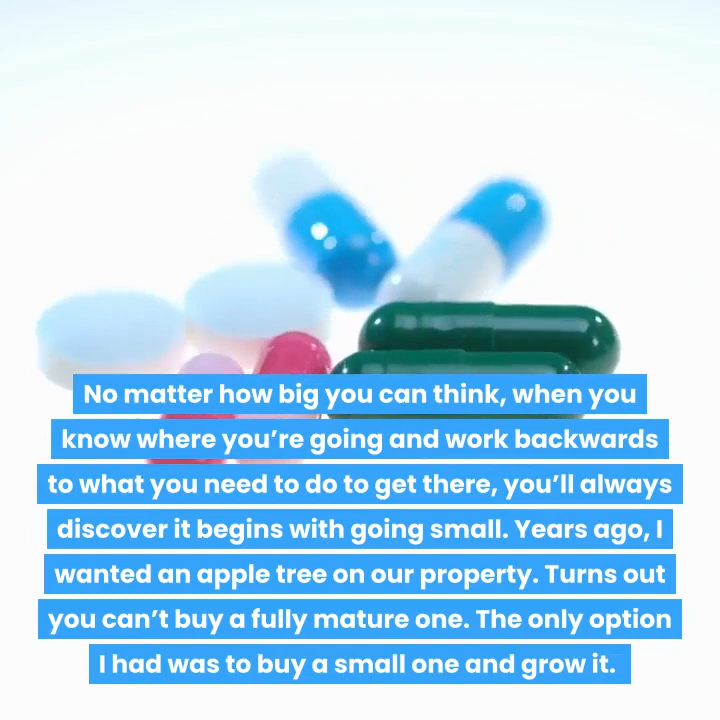 No matter how big you can think, when you
know where you’re going and work backwards
to what you need to do to get there, you’ll always
discover it begins with going small. Years ago, I
wanted an apple tree on our property. Turns out
you can’t buy a fully mature one. The only option
I had was to buy a small one and grow it.